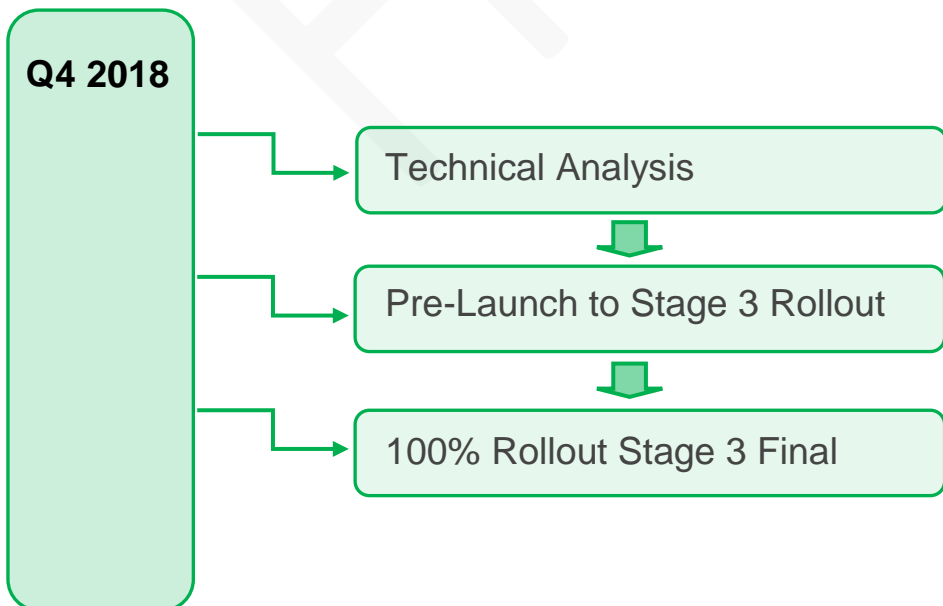 Q4 2018
Technical Analysis
Pre-Launch to Stage 3 Rollout
100% Rollout Stage 3 Final